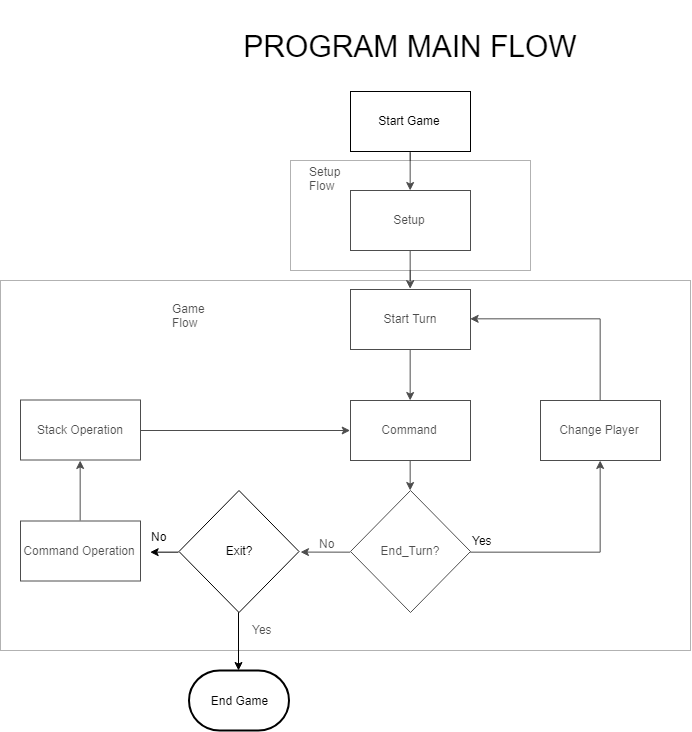 PROGRAM MAIN FLOW
Start Game
Setup
Flow
Setup
Game
Flow
Start Turn
Stack Operation
Command
Change Player
No
Command Operation
Exit?
No
End_Turn?
Yes
Yes
End Game